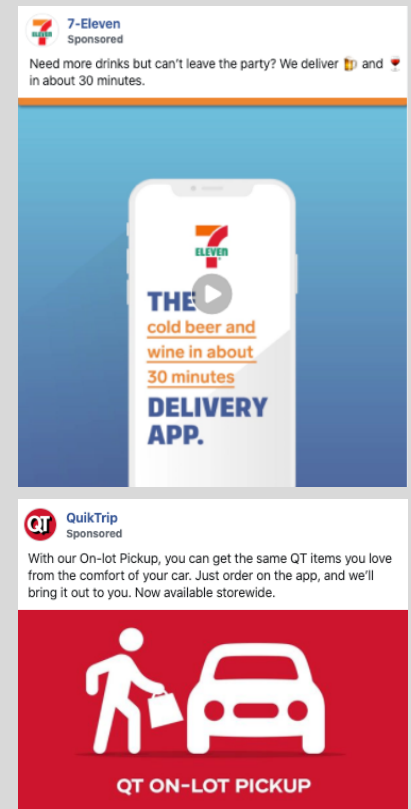 7-Eleven
Sponsored
Need more drinks but can't leave the party? We deliver 🍻 and 🍷
in about 30 minutes.
7
ELEVEN
THE
cold beer and
wine in about
30 minutes
DELIVERY
APP.
QT
QuikTrip
Sponsored
With our On-lot Pickup, you can get the same QT items you love
from the comfort of your car. Just order on the app, and we'll
bring it out to you. Now available storewide.
QT ON-LOT PICKUP